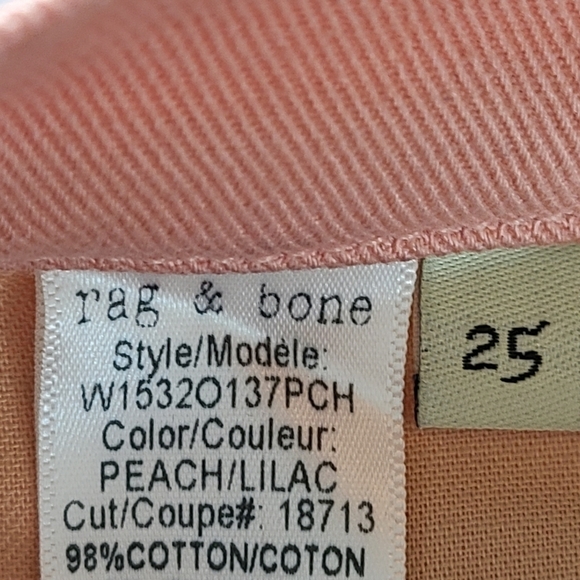 rag & bone
Style/Modèle:
W1532O137PCH
Color/Couleur:
PEACH/LILAC
Cut/Coupe#: 18713
98%COTTON/COTON
25